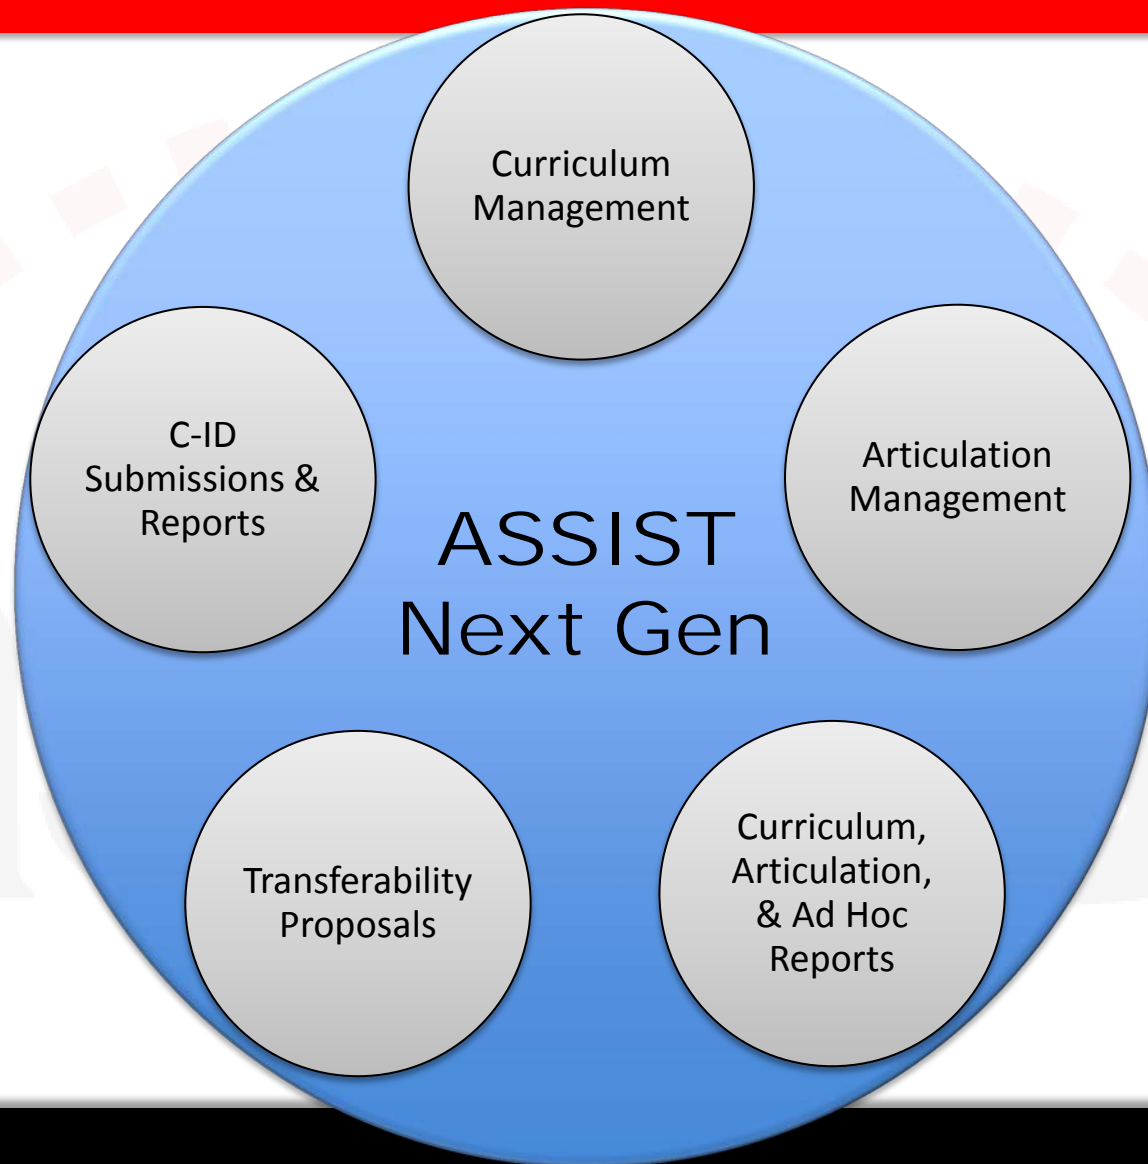 Curriculum
Management
C-ID
Submissions &
Reports
Articulation
Management
ASSIST
Next Gen
Transferability
Proposals
Curriculum,
Articulation,
& Ad Hoc
Reports